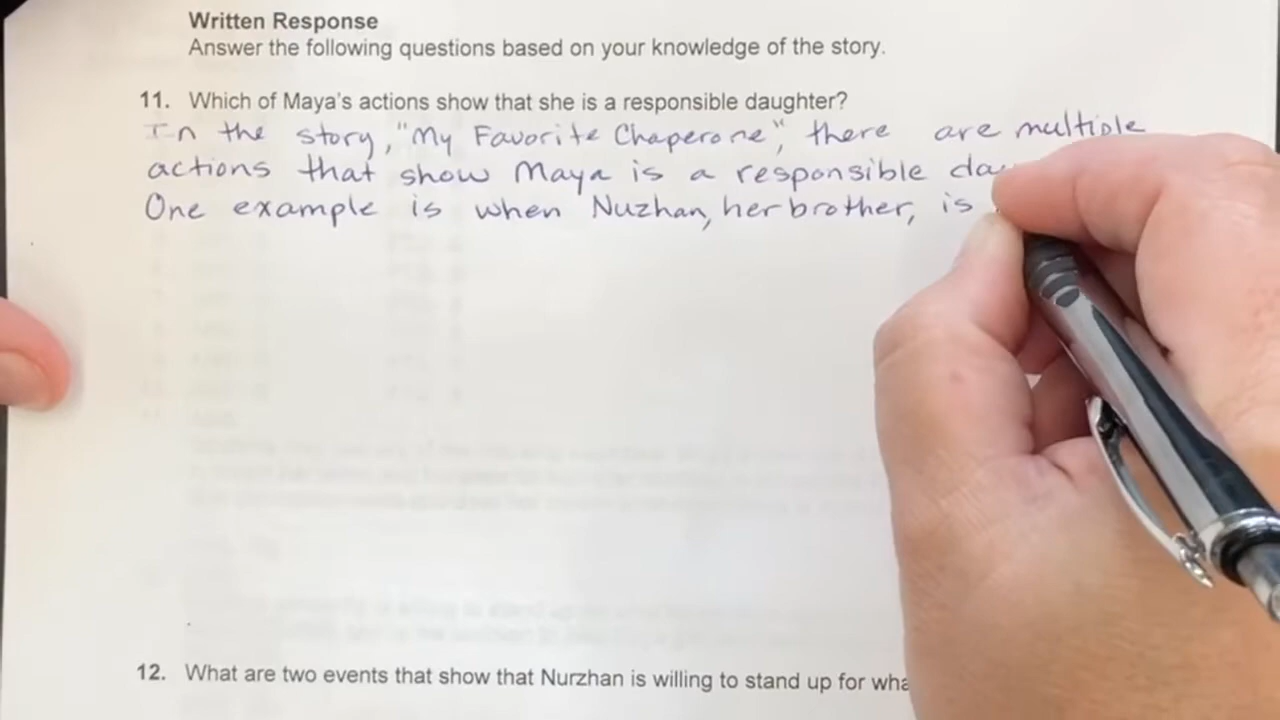 Written Response
Answer the following questions based on your knowledge of the story.
11. Which of Maya's actions show that she is a responsible daughter?
In the story, "My Favorite Chaperone", there are multiple
actions that show Maya is a responsible
One example is when Nuzhan, her brother, is
12. What are two events that show that Nurzhan is willing to stand up for